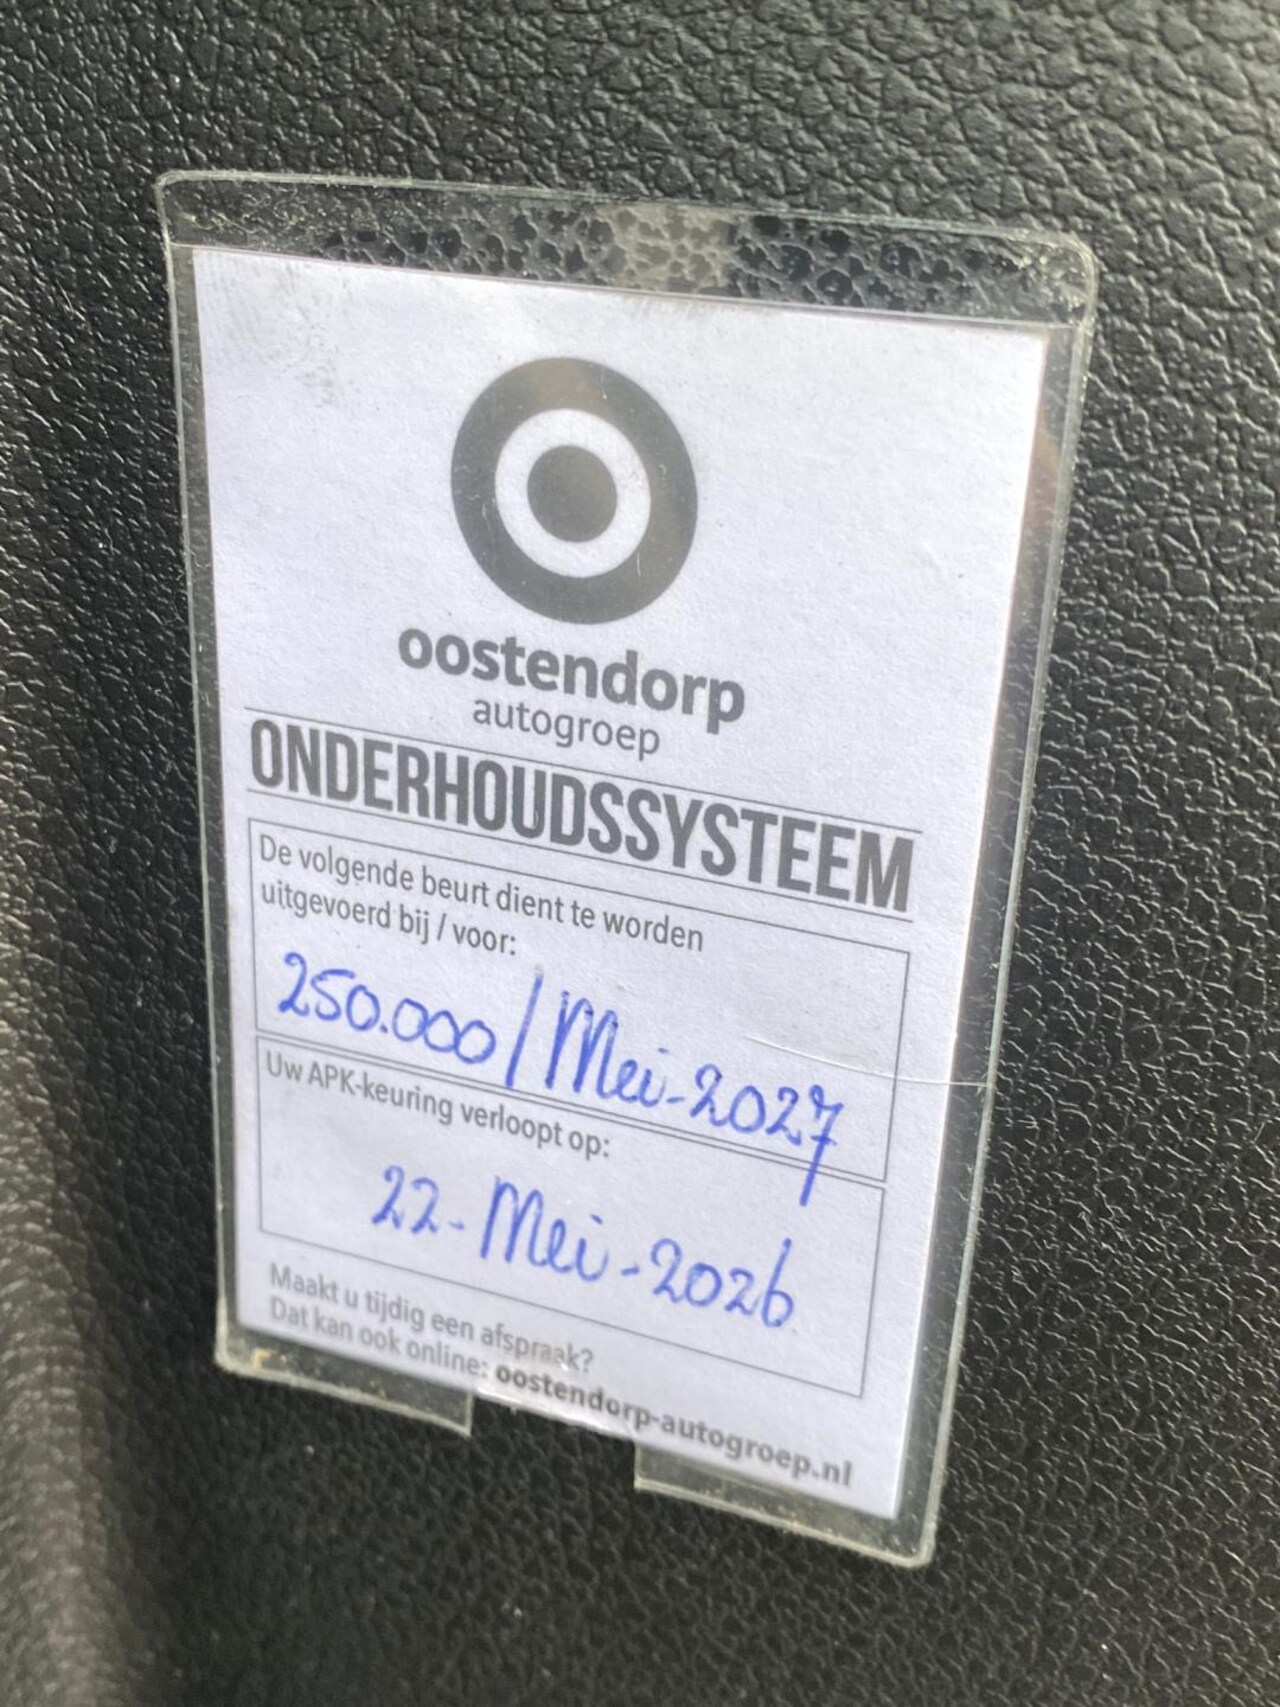 oostendorp
autogroep
ONDERHOUDSSYSTEEM
De volgende beurt dient te worden
uitgevoerd bij / voor:
250.000 / Mei-2027
Uw APK-keuring verloopt op:
22-Mei-2026
Maakt u tijdig een afspraak?
Dat kan ook online: oostendorp-autogroep.nl